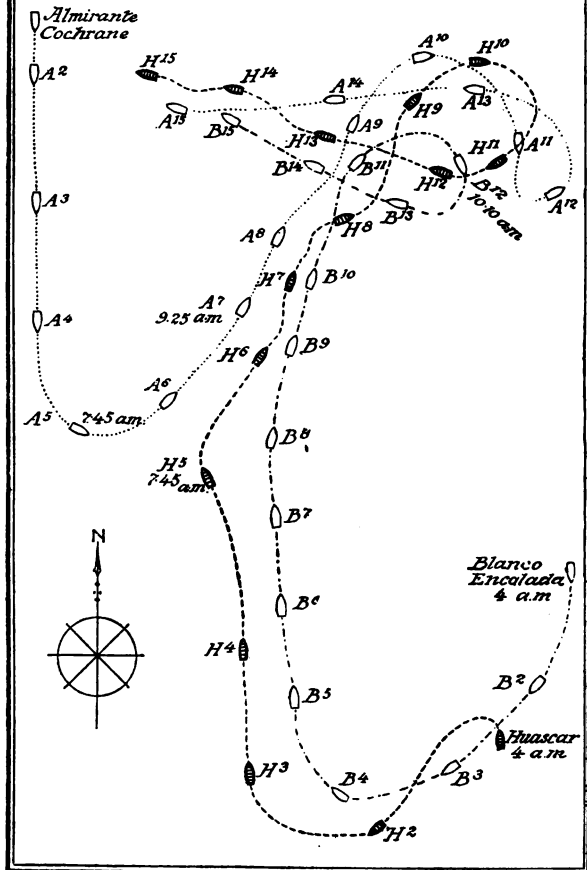 Almirante
Cochrane
A2
A3
A4
A5 7.45 am.
A6
A7
9.25 a.m
A8
A9
A10
A11
A12
A13
A14
A15
H15
H14
H13
H12
H11
H10
H9
H8
H7
H6
H5
7.45 a.m.
H4
H3
H2
Huascar
4 a.m
B15
B14
B13
B12
10.10 a.m
B11
B10
B9
B8
B7
B6
B5
B4
B3
B2
Blanco
Encalada
4 a.m
N